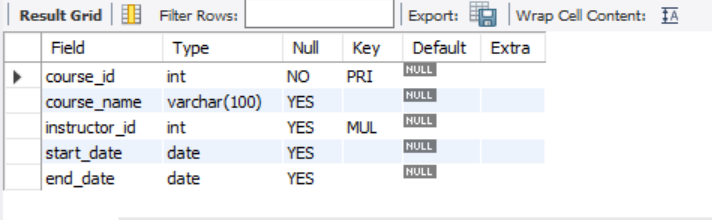 Result Grid Filter Rows: Export: Wrap Cell Content: IA
Field Type Null Key Default Extra
course_id int NO PRI NULL
course_name varchar(100) YES NULL
instructor_id int YES MUL NULL
start_date date YES NULL
end_date date YES NULL